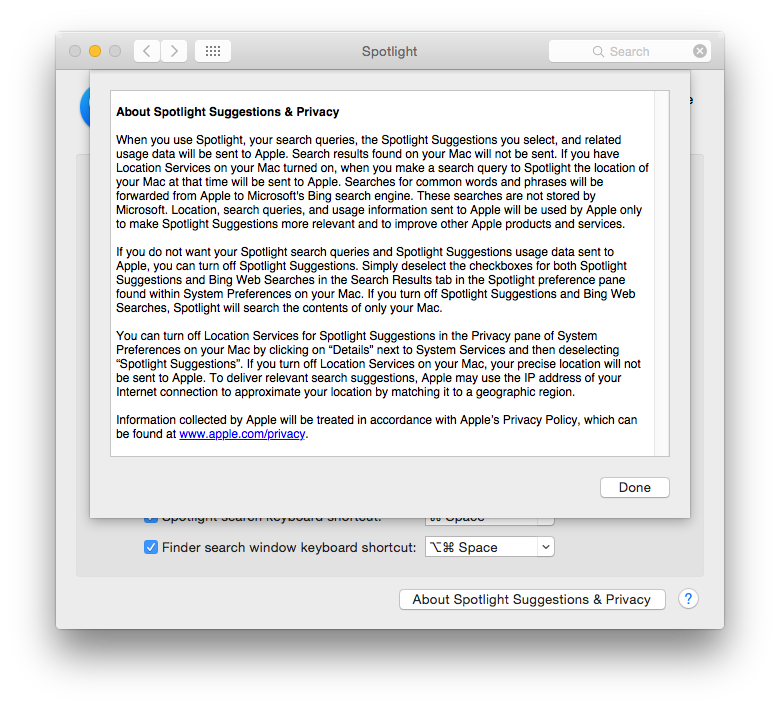 Spotlight
Search
About Spotlight Suggestions & Privacy
When you use Spotlight, your search queries, the Spotlight Suggestions you select, and related
usage data will be sent to Apple. Search results found on your Mac will not be sent. If you have
Location Services on your Mac turned on, when you make a search query to Spotlight the location of
your Mac at that time will be sent to Apple. Searches for common words and phrases will be
forwarded from Apple to Microsoft's Bing search engine. These searches are not stored by
Microsoft. Location, search queries, and usage information sent to Apple will be used by Apple only
to make Spotlight Suggestions more relevant and to improve other Apple products and services.
If you do not want your Spotlight search queries and Spotlight Suggestions usage data sent to
Apple, you can turn off Spotlight Suggestions. Simply deselect the checkboxes for both Spotlight
Suggestions and Bing Web Searches in the Search Results tab in the Spotlight preference pane
found within System Preferences on your Mac. If you turn off Spotlight Suggestions and Bing Web
Searches, Spotlight will search the contents of only your Mac.
You can turn off Location Services for Spotlight Suggestions in the Privacy pane of System
Preferences on your Mac by clicking on “Details” next to System Services and then deselecting
“Spotlight Suggestions”. If you turn off Location Services on your Mac, your precise location will not
be sent to Apple. To deliver relevant search suggestions, Apple may use the IP address of your
Internet connection to approximate your location by matching it to a geographic region.
Information collected by Apple will be treated in accordance with Apple’s Privacy Policy, which can
be found at www.apple.com/privacy.
Done
Spotlight search keyboard shortcut: ⌘ Space
Finder search window keyboard shortcut: ⌥⌘ Space
About Spotlight Suggestions & Privacy ?